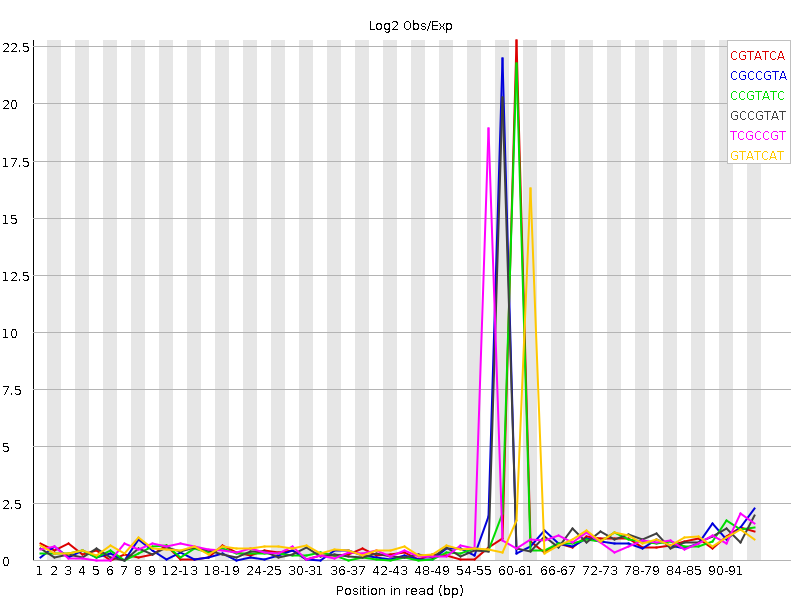 Log2 Obs/Exp
22.5
20
17.5
15
12.5
10
7.5
5
2.5
0
CGTATCA
CGCCGTA
CCGTATC
GCCGTAT
TCGCCGT
GTATCAT
1 2 3 4 5 6 7 8 9 12-13 18-19 24-25 30-31 36-37 42-43 48-49 54-55 60-61 66-67 72-73 78-79 84-85 90-91
Position in read (bp)